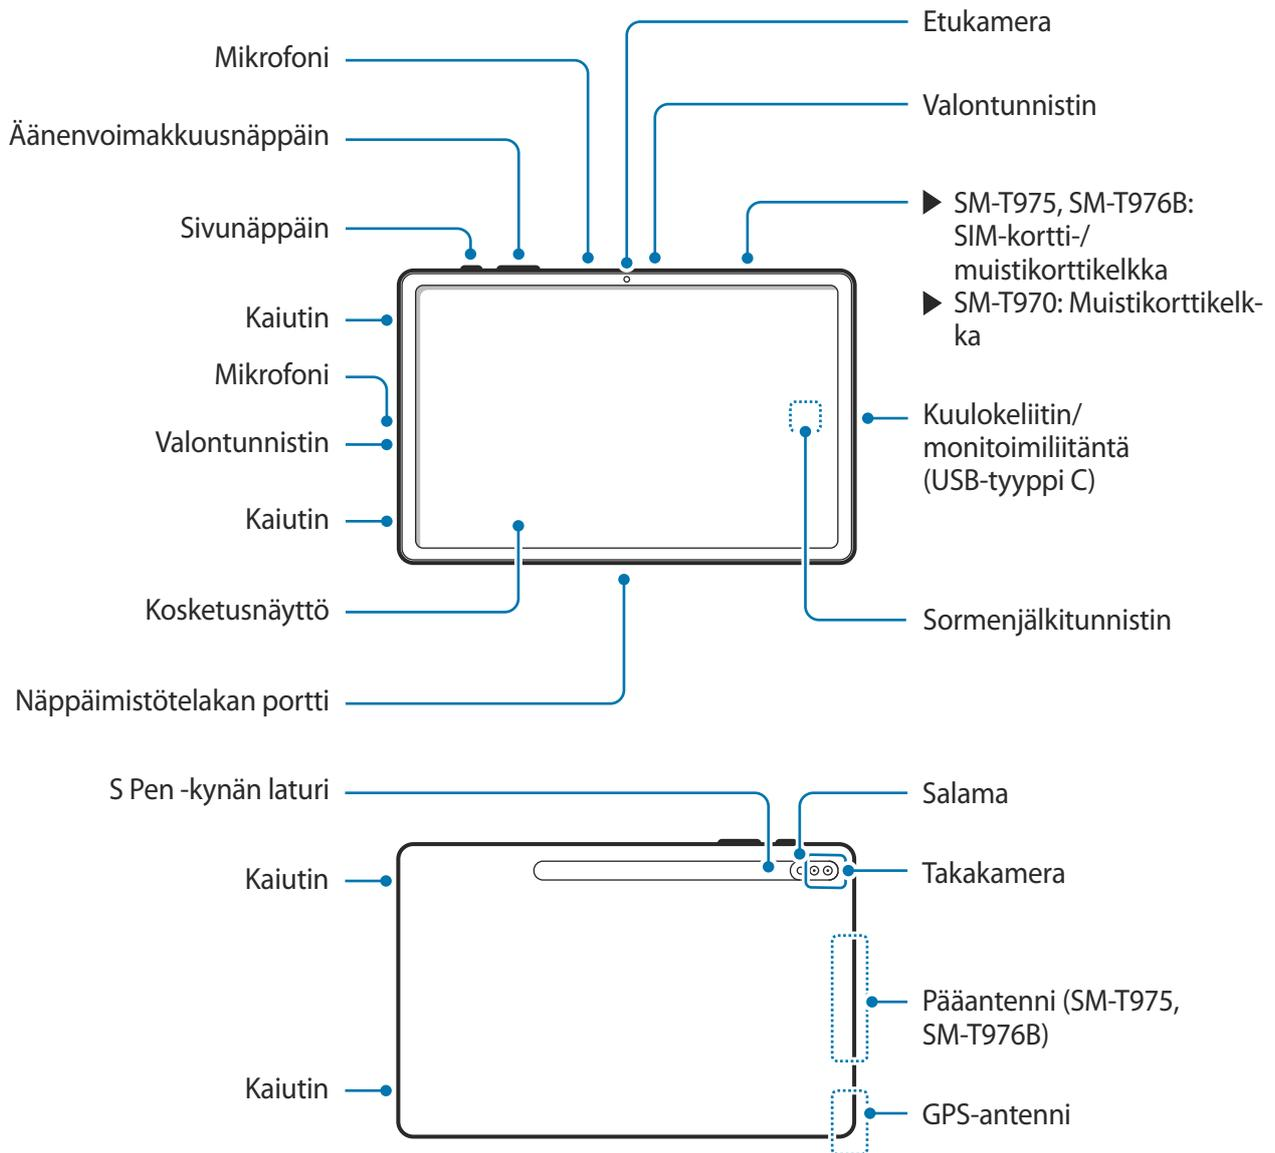 Etukamera
Mikrofoni
Valontunnistin
Äänenvoimakkuusnäppäin
▶ SM-T975, SM-T976B:
SIM-kortti-/
muistikorttikelkka
Sivunäppäin
▶ SM-T970: Muistikorttikelk-
ka
Kaiutin
Mikrofoni
Kuulokeliitin/
monitoimiliitäntä
(USB-tyyppi C)
Valontunnistin
Kaiutin
Kosketusnäyttö
Sormenjälkitunnistin
Näppäimistötelakan portti
S Pen -kynän laturi
Salama
Kaiutin
Takakamera
Pääantenni (SM-T975,
SM-T976B)
Kaiutin
GPS-antenni